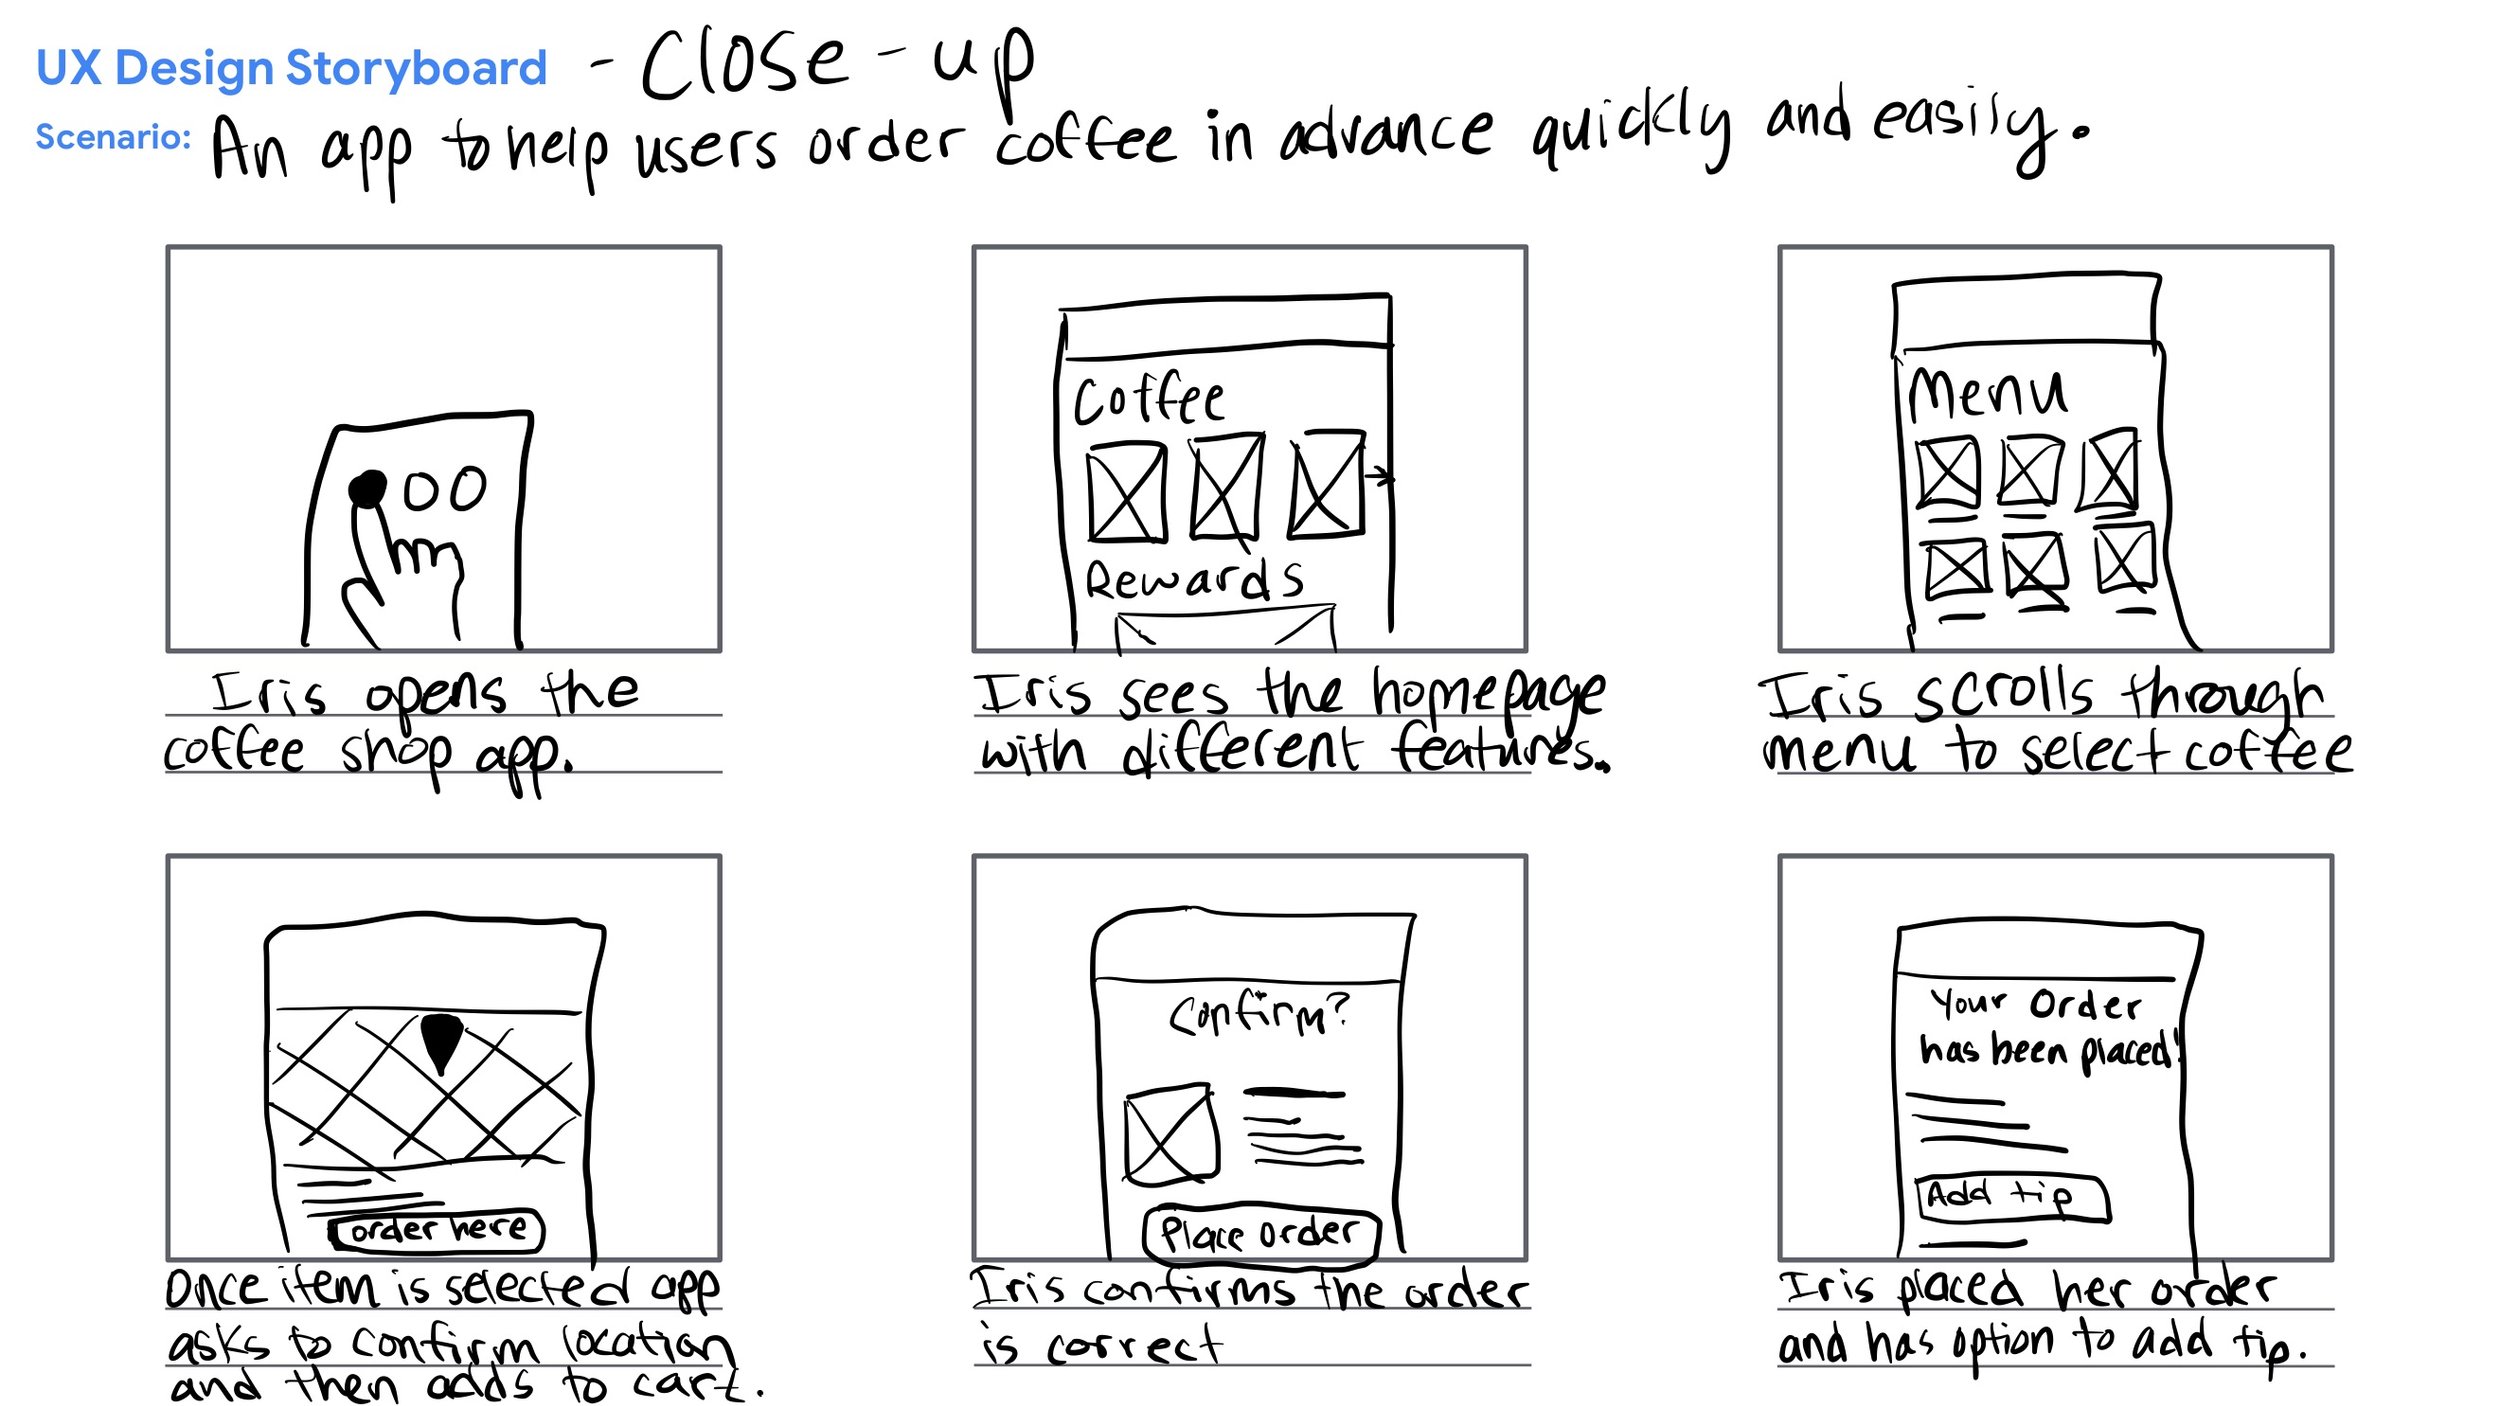 UX Design Storyboard - Close-up
Scenario: An app to help users order coffee in advance quickly and easily.
Iris opens the
coffee shop app.
Coffee
Rewards
Iris sees the homepage
with different features.
Menu
Iris scrolls through
menu to select coffee
order here
Once item is selected app
asks to confirm location
and then adds to cart.
Confirm?
Place order
Iris confirms the order
is correct
Your Order
has been placed!
Add tip
Iris placed her order
and has option to add tip.